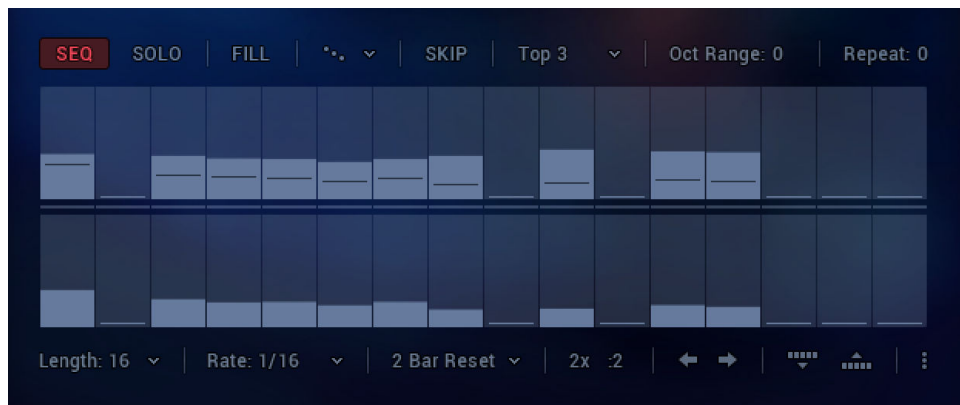 SEQ SOLO FILL SKIP Top 3 Oct Range: 0 Repeat: 0
Length: 16 Rate: 1/16 2 Bar Reset 2x :2